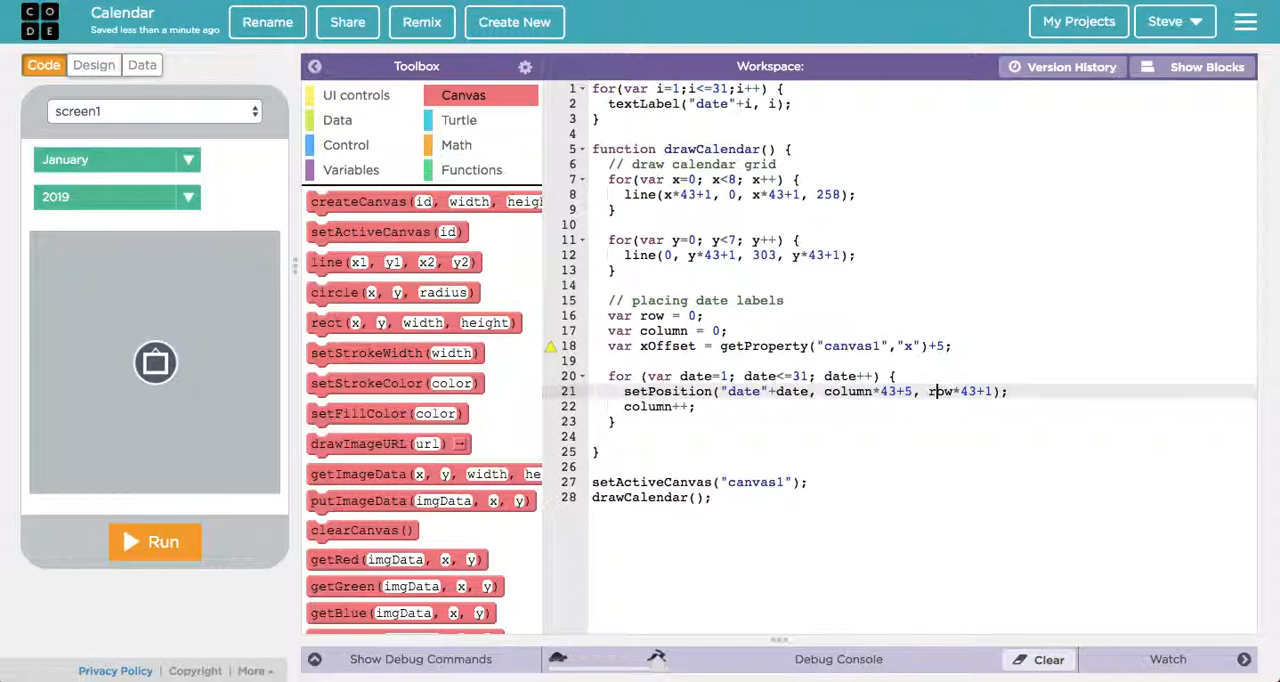 CO
DE
Calendar
Saved less than a minute ago
Rename
Share
Remix
Create New
My Projects
Steve
Code
Design
Data
Toolbox
Workspace:
Version History
Show Blocks
screen1
January
2019
Run
UI controls
Canvas
Data
Turtle
Control
Math
Variables
Functions
createCanvas(id, width, heigh
setActiveCanvas(id)
line(x1, y1, x2, y2)
circle(x, y, radius)
rect(x, y, width, height)
setStrokeWidth(width)
setStrokeColor(color)
setFillColor(color)
drawImageURL(url)
getImageData(x, y, width, he
putImageData(imgData, x, y)
clearCanvas()
getRed(imgData, x, y)
getGreen(imgData, x, y)
getBlue(imgData, x, y)
1 for(var i=1;i<=31;i++) {
2 textLabel("date"+i, i);
3 }
4
5 function drawCalendar() {
6 // draw calendar grid
7 for(var x=0; x<8; x++) {
8 line(x*43+1, 0, x*43+1, 258);
9 }
10
11 for(var y=0; y<7; y++) {
12 line(0, y*43+1, 303, y*43+1);
13 }
14
15 // placing date labels
16 var row = 0;
17 var column = 0;
18 var xOffset = getProperty("canvas1","x")+5;
19
20 for (var date=1; date<=31; date++) {
21 setPosition("date"+date, column*43+5, row*43+1);
22 column++;
23 }
24
25 }
26
27 setActiveCanvas("canvas1");
28 drawCalendar();
Privacy Policy | Copyright | More
Show Debug Commands
Debug Console
Clear
Watch